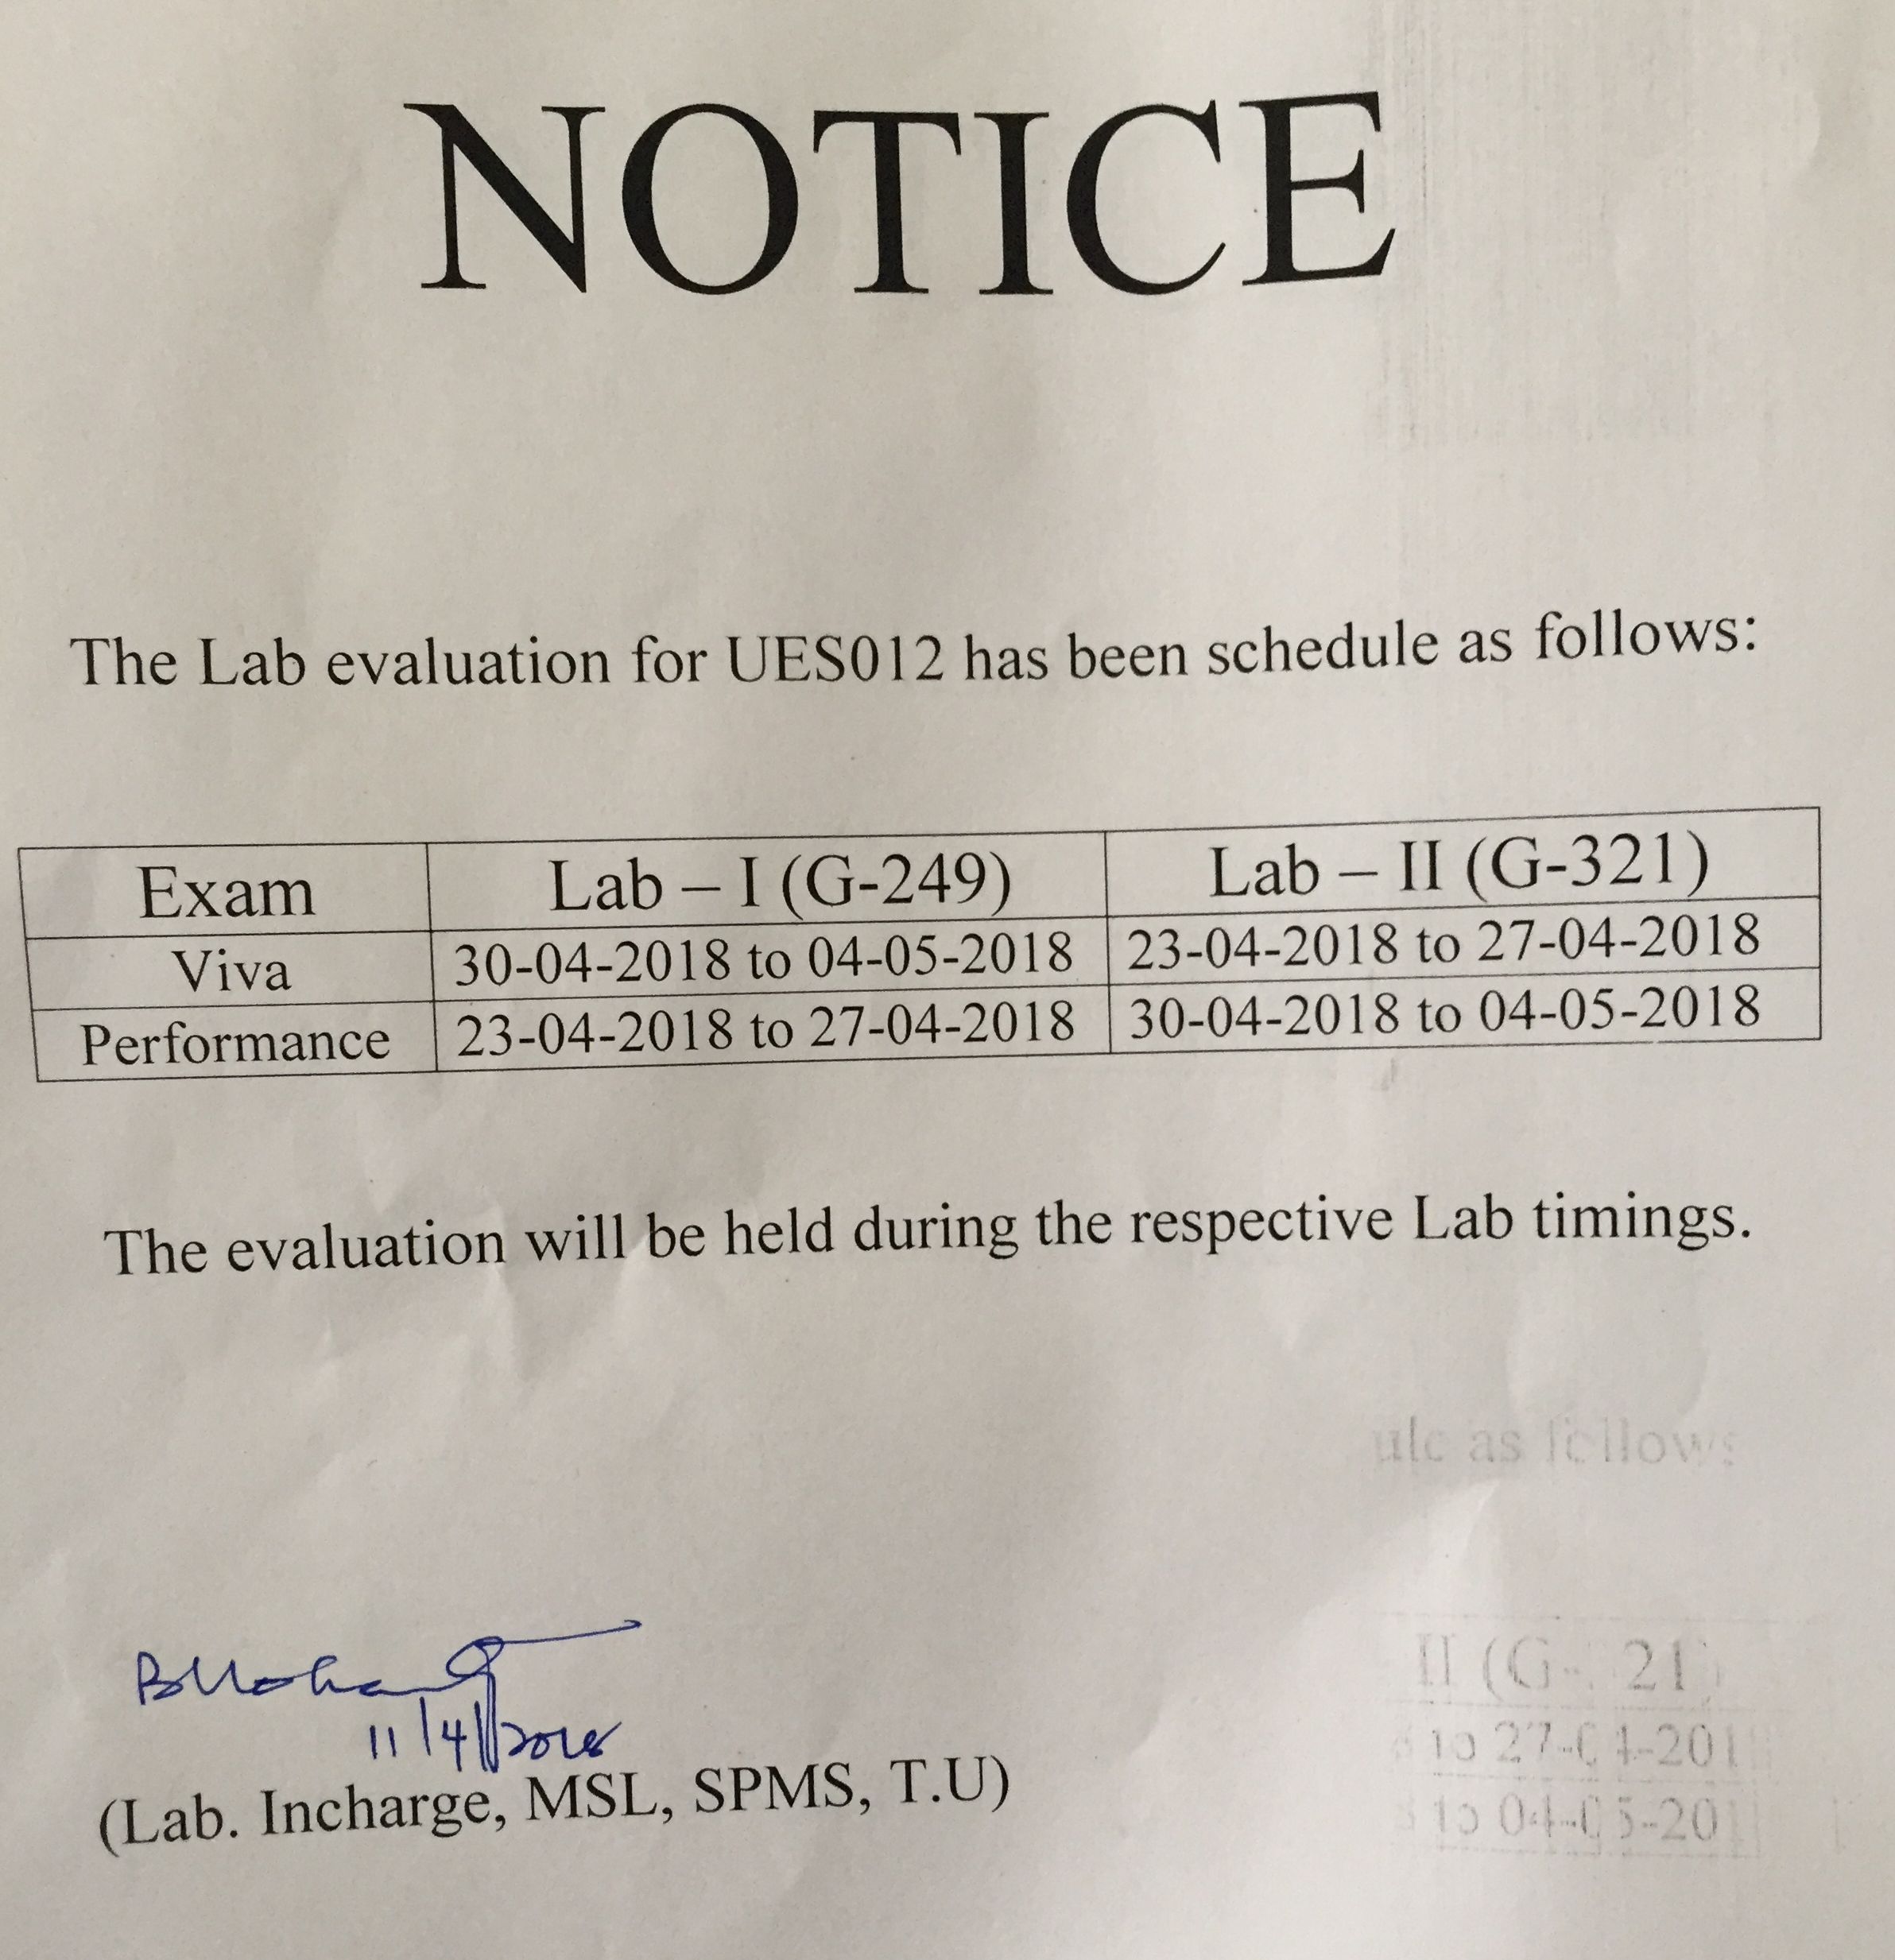 NOTICE
The Lab evaluation for UES012 has been schedule as follows:
Exam Lab – I (G-249) Lab – II (G-321)
Viva 30-04-2018 to 04-05-2018 23-04-2018 to 27-04-2018
Performance 23-04-2018 to 27-04-2018 30-04-2018 to 04-05-2018
The evaluation will be held during the respective Lab timings.
ule as follows
II (G- 21)
11/4/2018
to 27-04-201
(Lab. Incharge, MSL, SPMS, T.U)
to 04-05-20